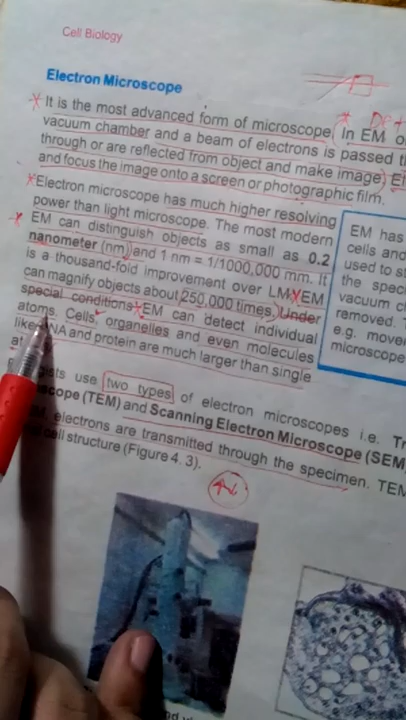 Cell Biology
Electron Microscope
It is the most advanced form of microscope. In EM
vacuum chamber and a beam of electrons is passed
through or are reflected from object and make image.
and focus the image onto a screen or photographic film.
Electron microscope has much higher resolving
power than light microscope. The most modern
EM can distinguish objects as small as 0.2
nanometer (nm) and 1 nm = 1/1000,000 mm. It
is a thousand-fold improvement over LM. EM
can magnify objects about 250,000 times. Under
special conditions EM can detect individual
atoms. Cells, organelles and even molecules
like DNA and protein are much larger than single
EM has
cells and
used to
the spec
vacuum
removed.
e.g. move
microscope
use two types of electron microscopes i.e.
(TEM) and Scanning Electron Microscope (SEM
electrons are transmitted through the specimen. TEM
cell structure (Figure 4.3).